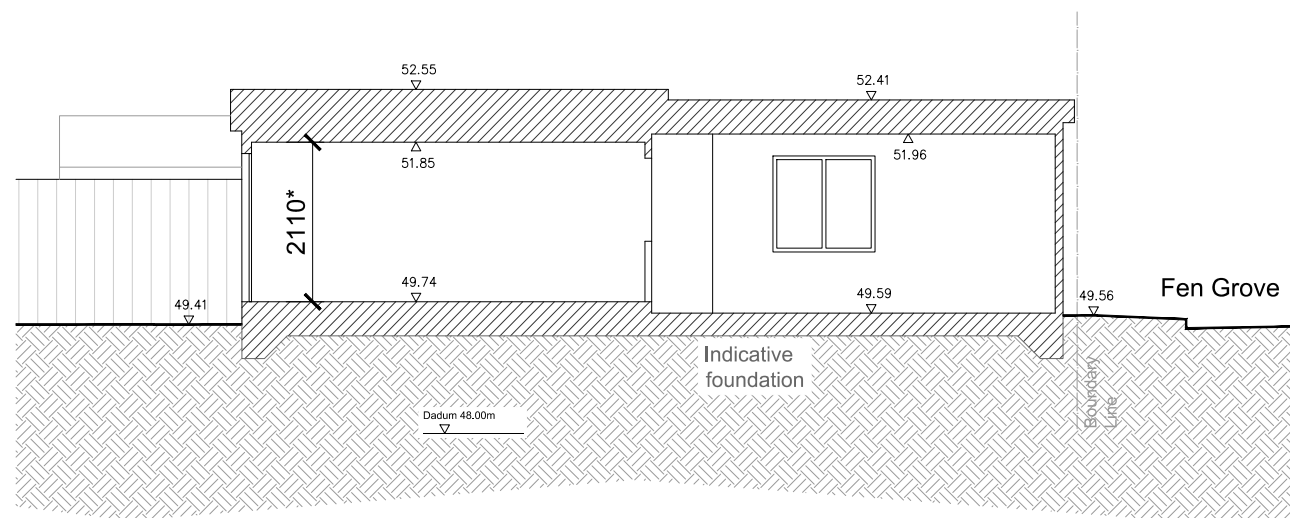 52.55
52.41
51.85
51.96
2110*
49.74
49.59
49.41
49.56
Fen Grove
Indicative
foundation
Boundary
Line
Dadum 48.00m